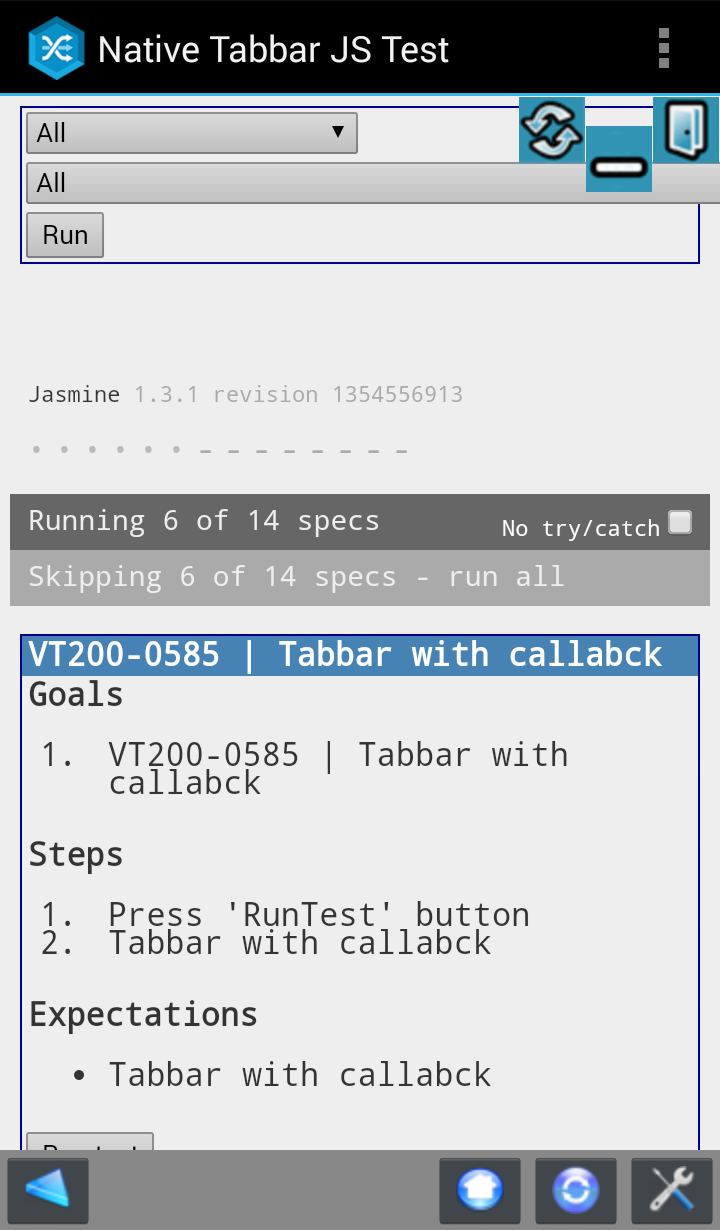 Native Tabbar JS Test
All
All
Run
Jasmine 1.3.1 revision 1354556913
Running 6 of 14 specs No try/catch
Skipping 6 of 14 specs - run all
VT200-0585 | Tabbar with callabck
Goals
1. VT200-0585 | Tabbar with
callabck
Steps
1. Press 'RunTest' button
2. Tabbar with callabck
Expectations
• Tabbar with callabck